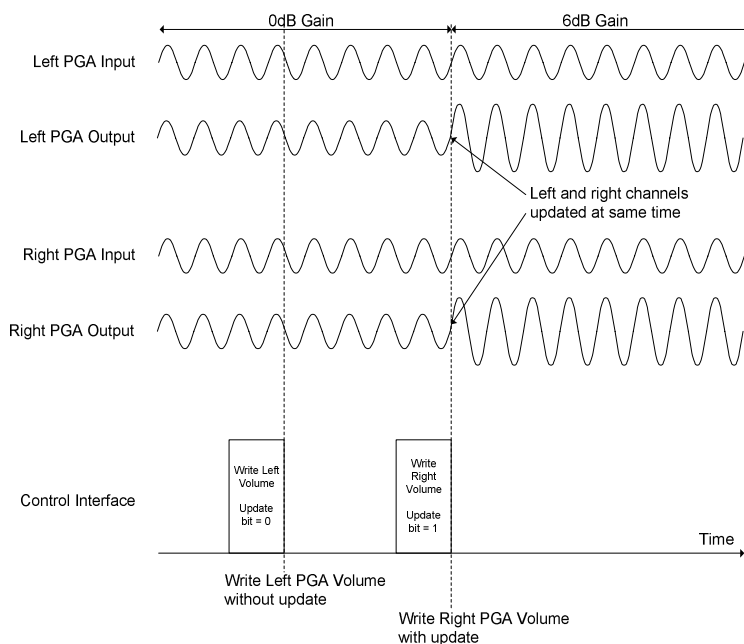 0dB Gain
6dB Gain
Left PGA Input
Left PGA Output
Left and right channels
updated at same time
Right PGA Input
Right PGA Output
Control Interface
Write Left
Volume
Update
bit = 0
Write
Right
Volume
Update
bit = 1
Time
Write Left PGA Volume
without update
Write Right PGA Volume
with update